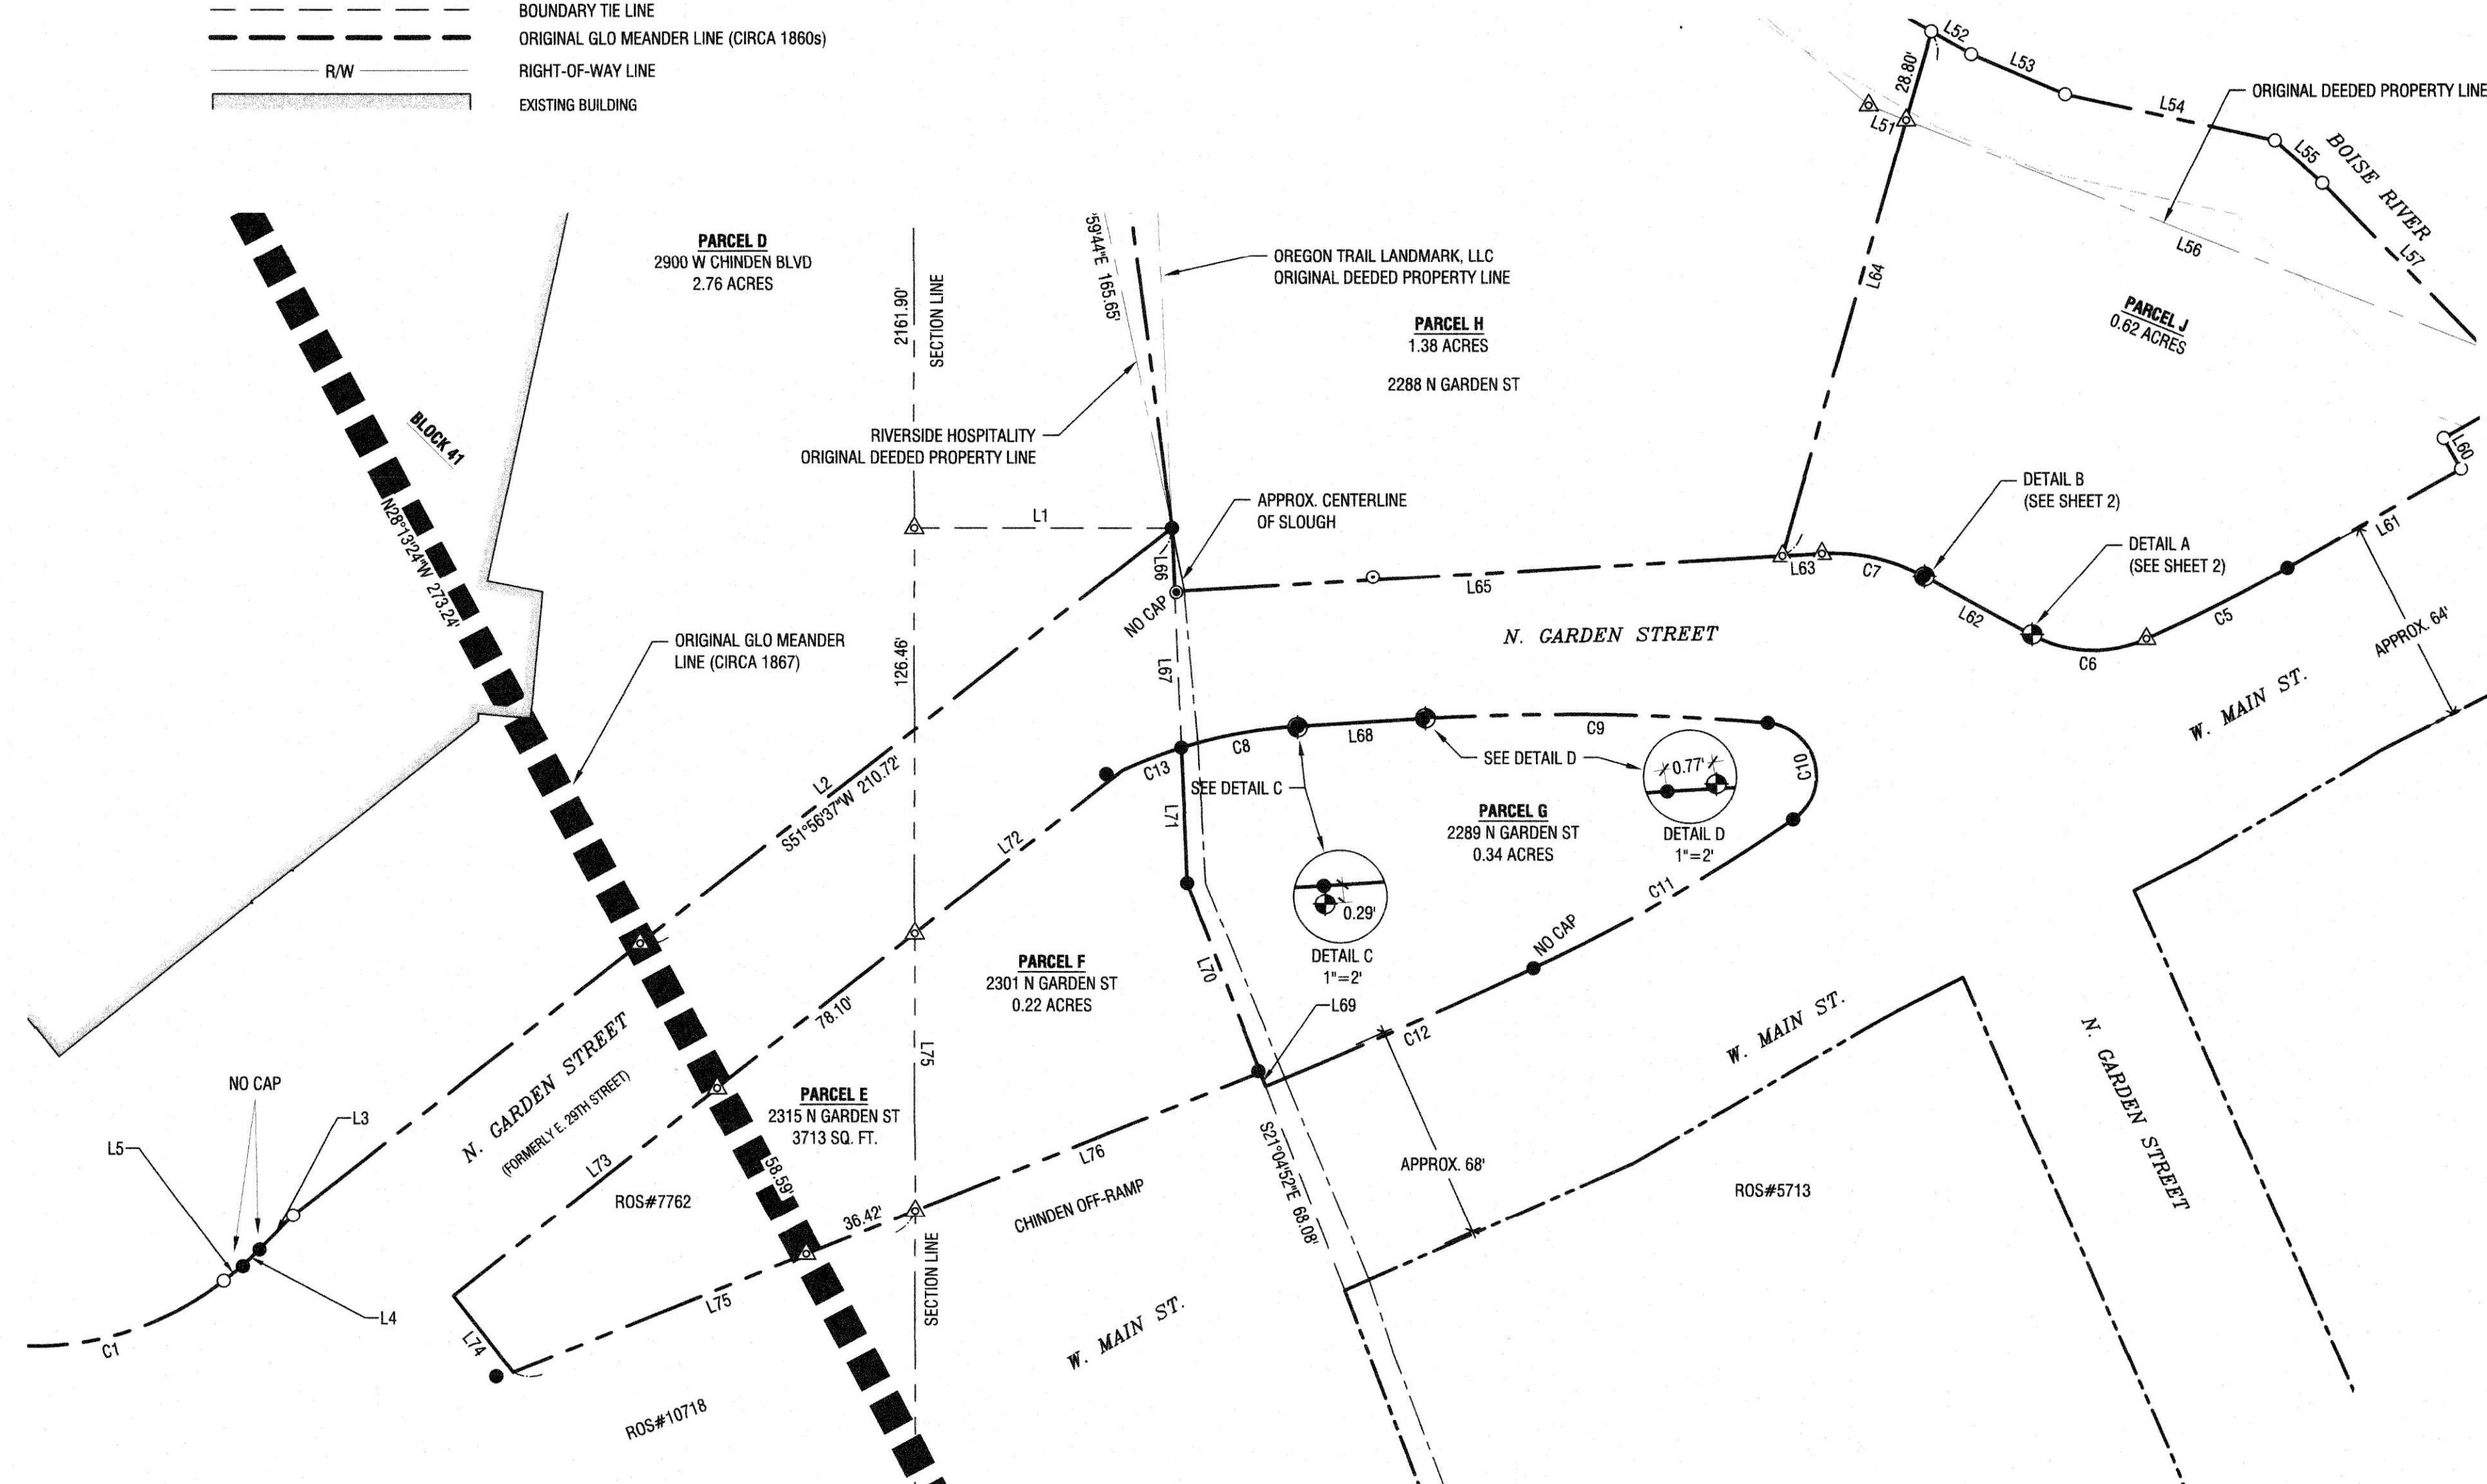 BOUNDARY TIE LINE
ORIGINAL GLO MEANDER LINE (CIRCA 1860s)
R/W
RIGHT-OF-WAY LINE
EXISTING BUILDING
L52
L53
28.80'
L54
ORIGINAL DEEDED PROPERTY LINE
L51
L55
BOISE RIVER
L56
L57
L64
PARCEL J
0.62 ACRES
PARCEL D
2900 W CHINDEN BLVD
2.76 ACRES
2161.90'
SECTION LINE
'59'44"E 165.65'
OREGON TRAIL LANDMARK, LLC
ORIGINAL DEEDED PROPERTY LINE
PARCEL H
1.38 ACRES
2288 N GARDEN ST
BLOCK 41
RIVERSIDE HOSPITALITY
ORIGINAL DEEDED PROPERTY LINE
N28°13'24"W 273.24'
L1
APPROX. CENTERLINE
OF SLOUGH
L60
DETAIL B
(SEE SHEET 2)
L61
DETAIL A
(SEE SHEET 2)
L66
NO CAP
L65
L63
C7
L62
C6
C5
APPROX. 64'
ORIGINAL GLO MEANDER
LINE (CIRCA 1867)
126.46'
L67
N. GARDEN STREET
W. MAIN ST.
L2
S51°56'37"W 210.72'
C13
C8
L68
C9
C10
SEE DETAIL C
SEE DETAIL D
0.77'
DETAIL D
1"=2'
L71
L72
PARCEL G
2289 N GARDEN ST
0.34 ACRES
C11
0.29'
DETAIL C
1"=2'
NO CAP
PARCEL F
2301 N GARDEN ST
0.22 ACRES
L70
L69
C12
78.10'
L75
N. GARDEN STREET
(FORMERLY E. 29TH STREET)
W. MAIN ST.
N. GARDEN STREET
NO CAP
L3
L5
L4
C1
PARCEL E
2315 N GARDEN ST
3713 SQ. FT.
L73
58.59'
ROS#7762
36.42'
L76
CHINDEN OFF-RAMP
S21°04'52"E 68.08'
APPROX. 68'
ROS#5713
L75
L74
SECTION LINE
W. MAIN ST.
ROS#10718